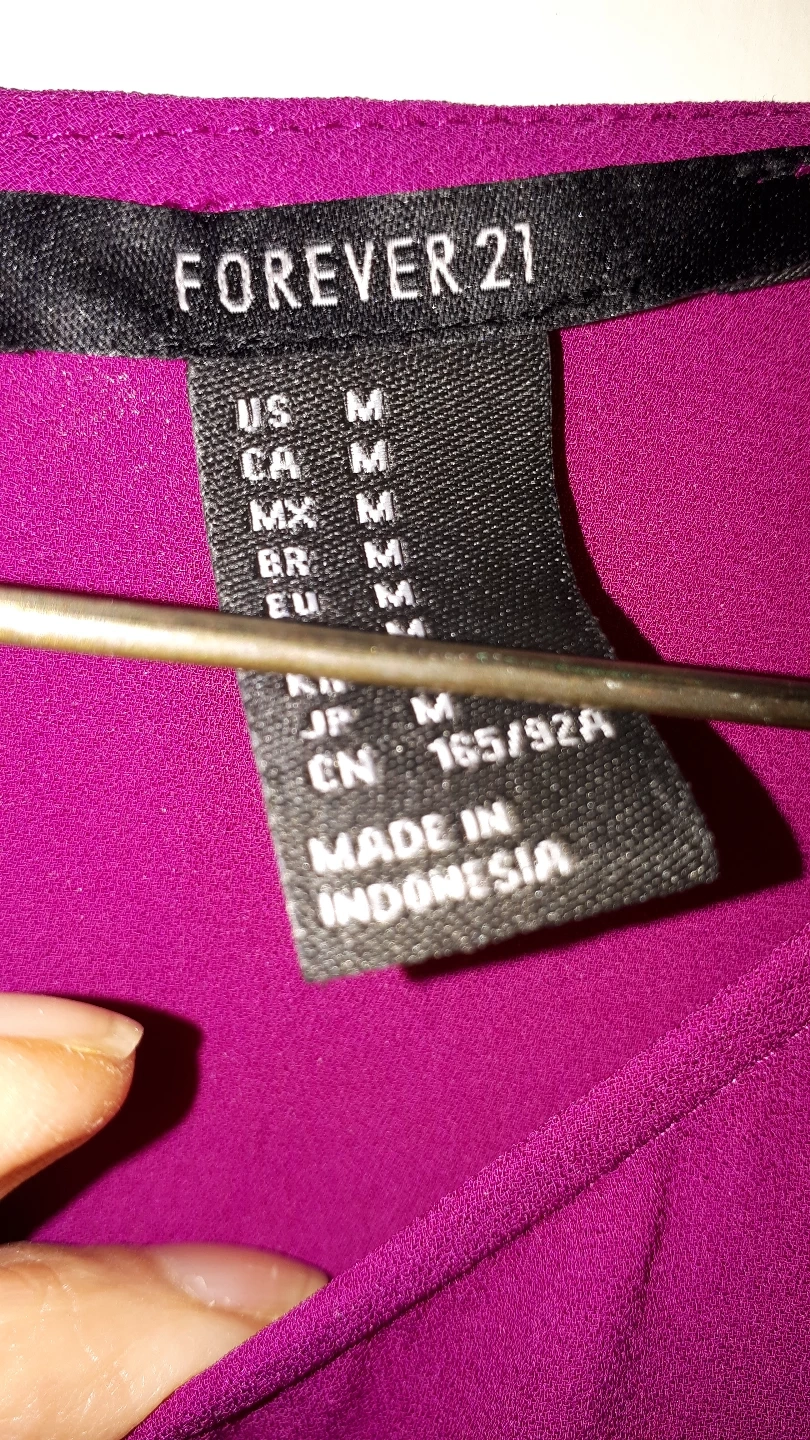 FOREVER 21
US M
CA M
MX M
BR M
EU M
M
JP M
CN 165/92A
MADE IN
INDONESIA